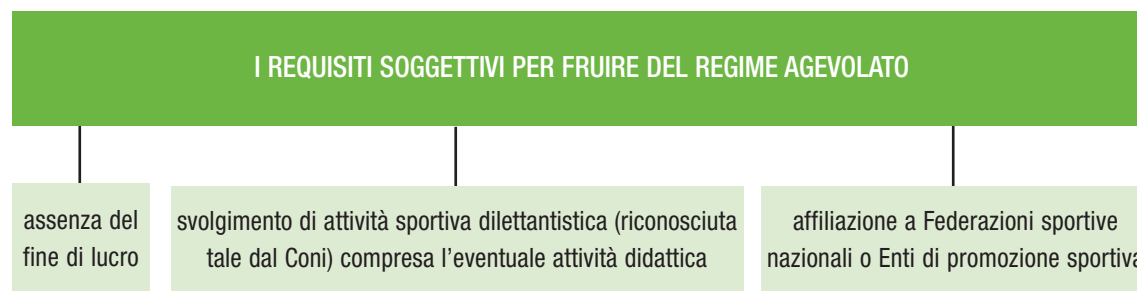 I REQUISITI SOGGETTIVI PER FRUIRE DEL REGIME AGEVOLATO
assenza del
fine di lucro
svolgimento di attività sportiva dilettantistica (riconosciuta
tale dal Coni) compresa l'eventuale attività didattica
affiliazione a Federazioni sportive
nazionali o Enti di promozione sportiva